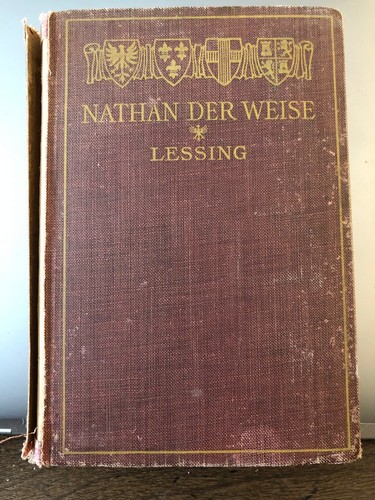 NATHAN DER WEISE
LESSING